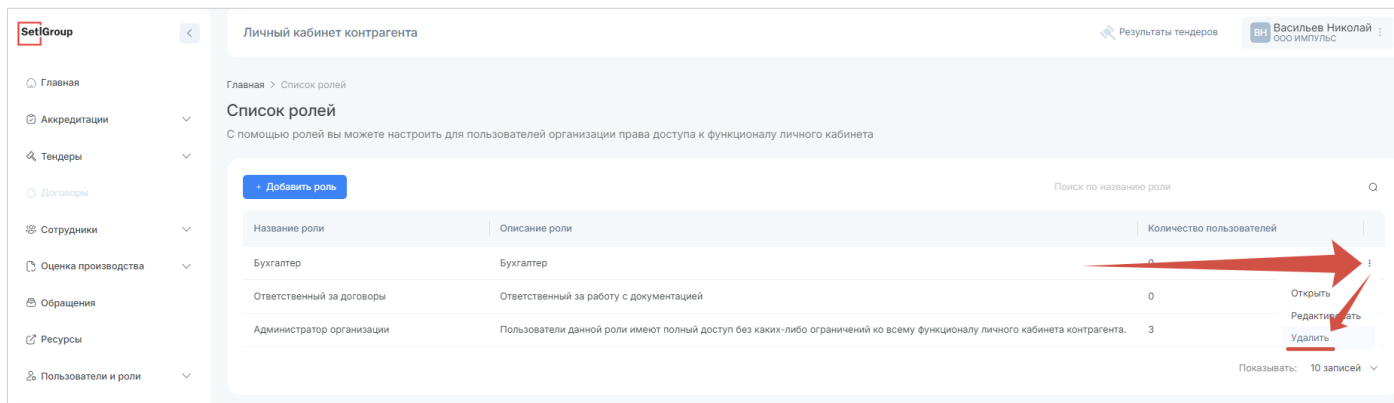 SetlGroup
Личный кабинет контрагента
Результаты тендеров
ВН
Васильев Николай
ООО ИМПУЛЬС
Главная
Аккредитации
Тендеры
Договоры
Сотрудники
Оценка производства
Обращения
Ресурсы
Пользователи и роли
Главная > Список ролей
Список ролей
С помощью ролей вы можете настроить для пользователей организации права доступа к функционалу личного кабинета
+ Добавить роль
Поиск по названию роли
Название роли Описание роли Количество пользователей
Бухгалтер Бухгалтер 0
Ответственный за договоры Ответственный за работу с документацией 0
Администратор организации Пользователи данной роли имеют полный доступ без каких-либо ограничений ко всему функционалу личного кабинета контрагента. 3
Открыть
Редактировать
Удалить
Показывать: 10 записей